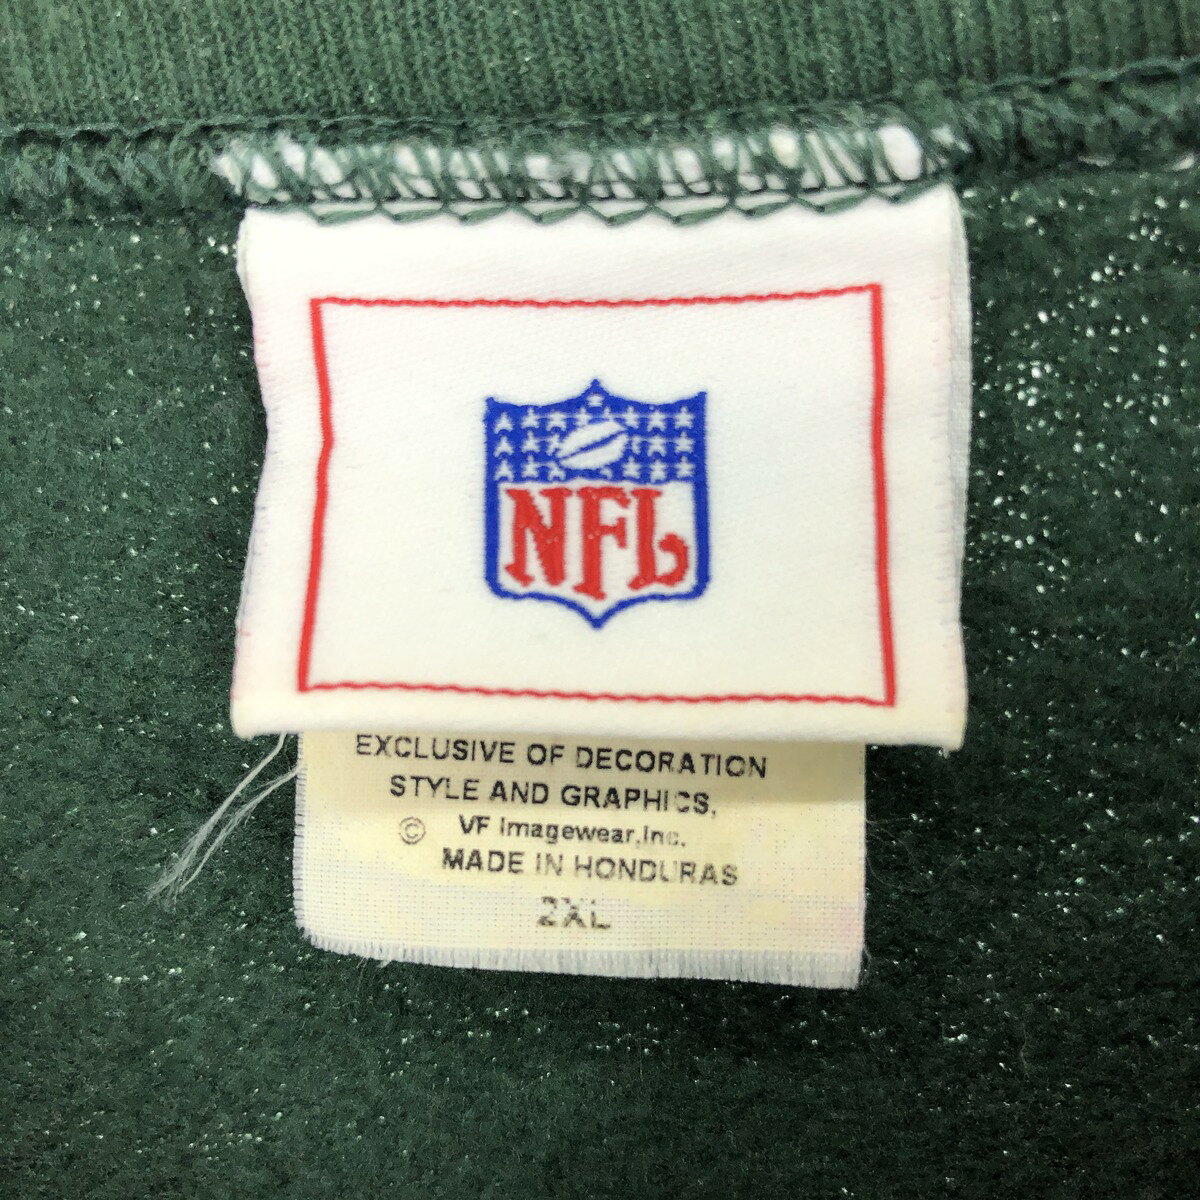 NFL
EXCLUSIVE OF DECORATION
STYLE AND GRAPHICS,
© VF Imagewear,Inc.
MADE IN HONDURAS
2XL